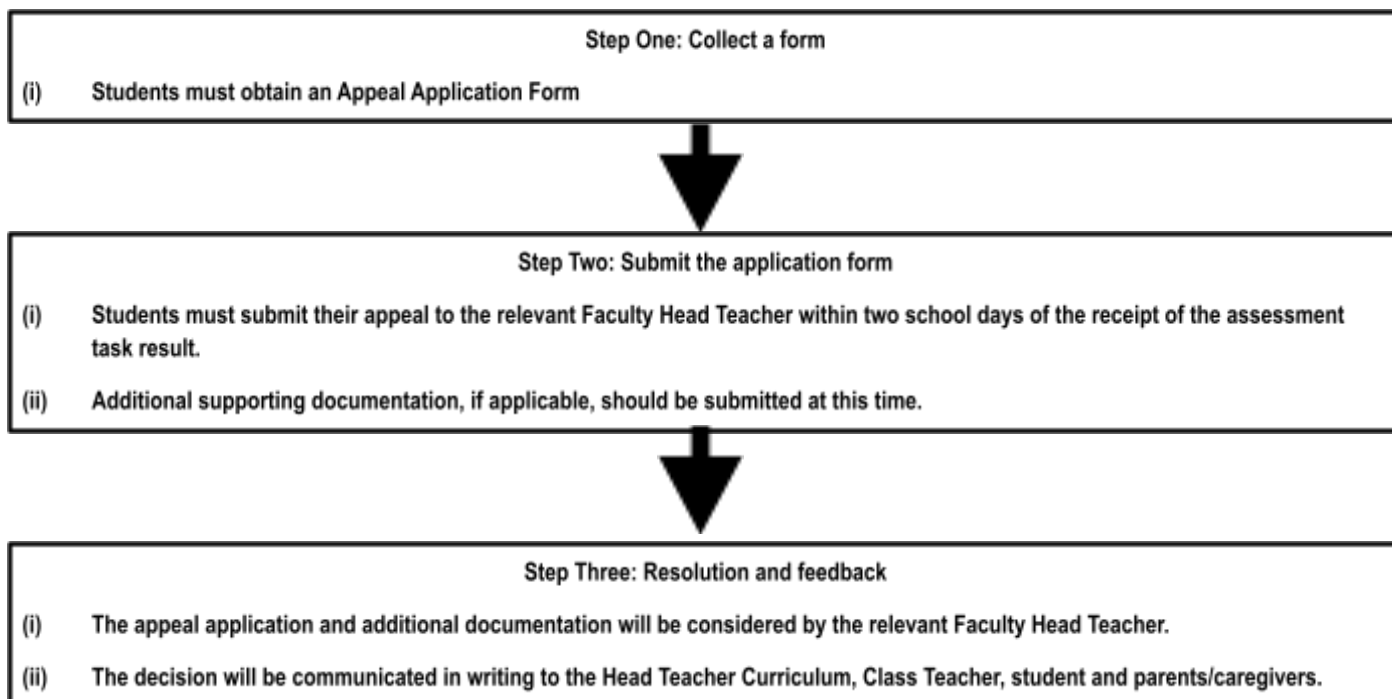 Step One: Collect a form
(i) Students must obtain an Appeal Application Form
Step Two: Submit the application form
(i) Students must submit their appeal to the relevant Faculty Head Teacher within two school days of the receipt of the assessment
task result.
(ii) Additional supporting documentation, if applicable, should be submitted at this time.
Step Three: Resolution and feedback
(i) The appeal application and additional documentation will be considered by the relevant Faculty Head Teacher.
(ii) The decision will be communicated in writing to the Head Teacher Curriculum, Class Teacher, student and parents/caregivers.